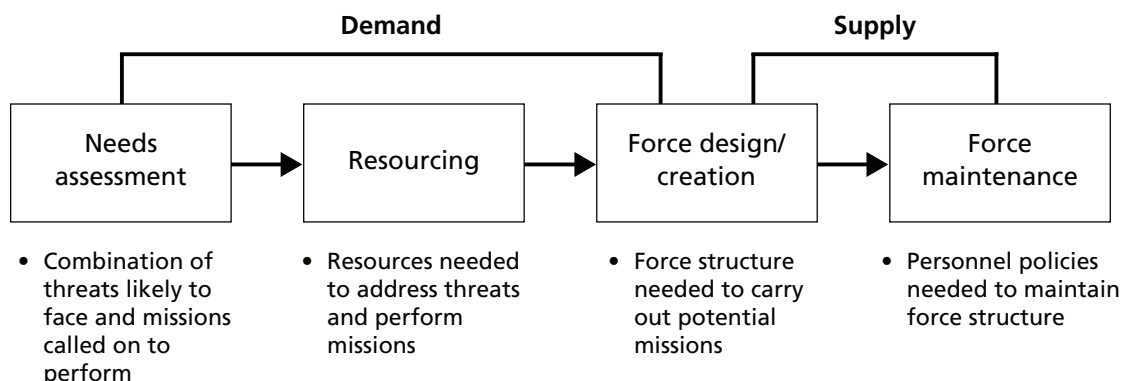 Demand
Supply
Needs
assessment
Resourcing
Force design/
creation
Force
maintenance
• Combination of
threats likely to
face and missions
called on to
perform
• Resources needed
to address threats
and perform
missions
• Force structure
needed to carry
out potential
missions
• Personnel policies
needed to maintain
force structure